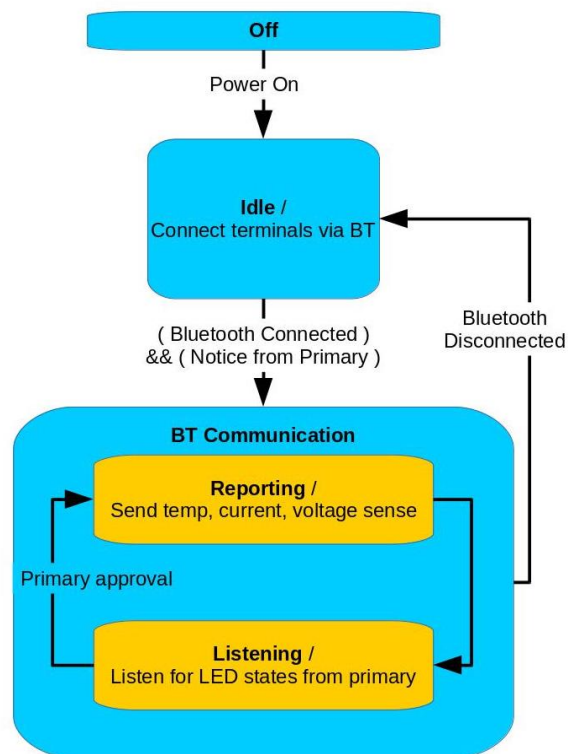 Off
Power On
Idle /
Connect terminals via BT
( Bluetooth Connected )
&& ( Notice from Primary )
Bluetooth
Disconnected
BT Communication
Reporting /
Send temp, current, voltage sense
Primary approval
Listening /
Listen for LED states from primary